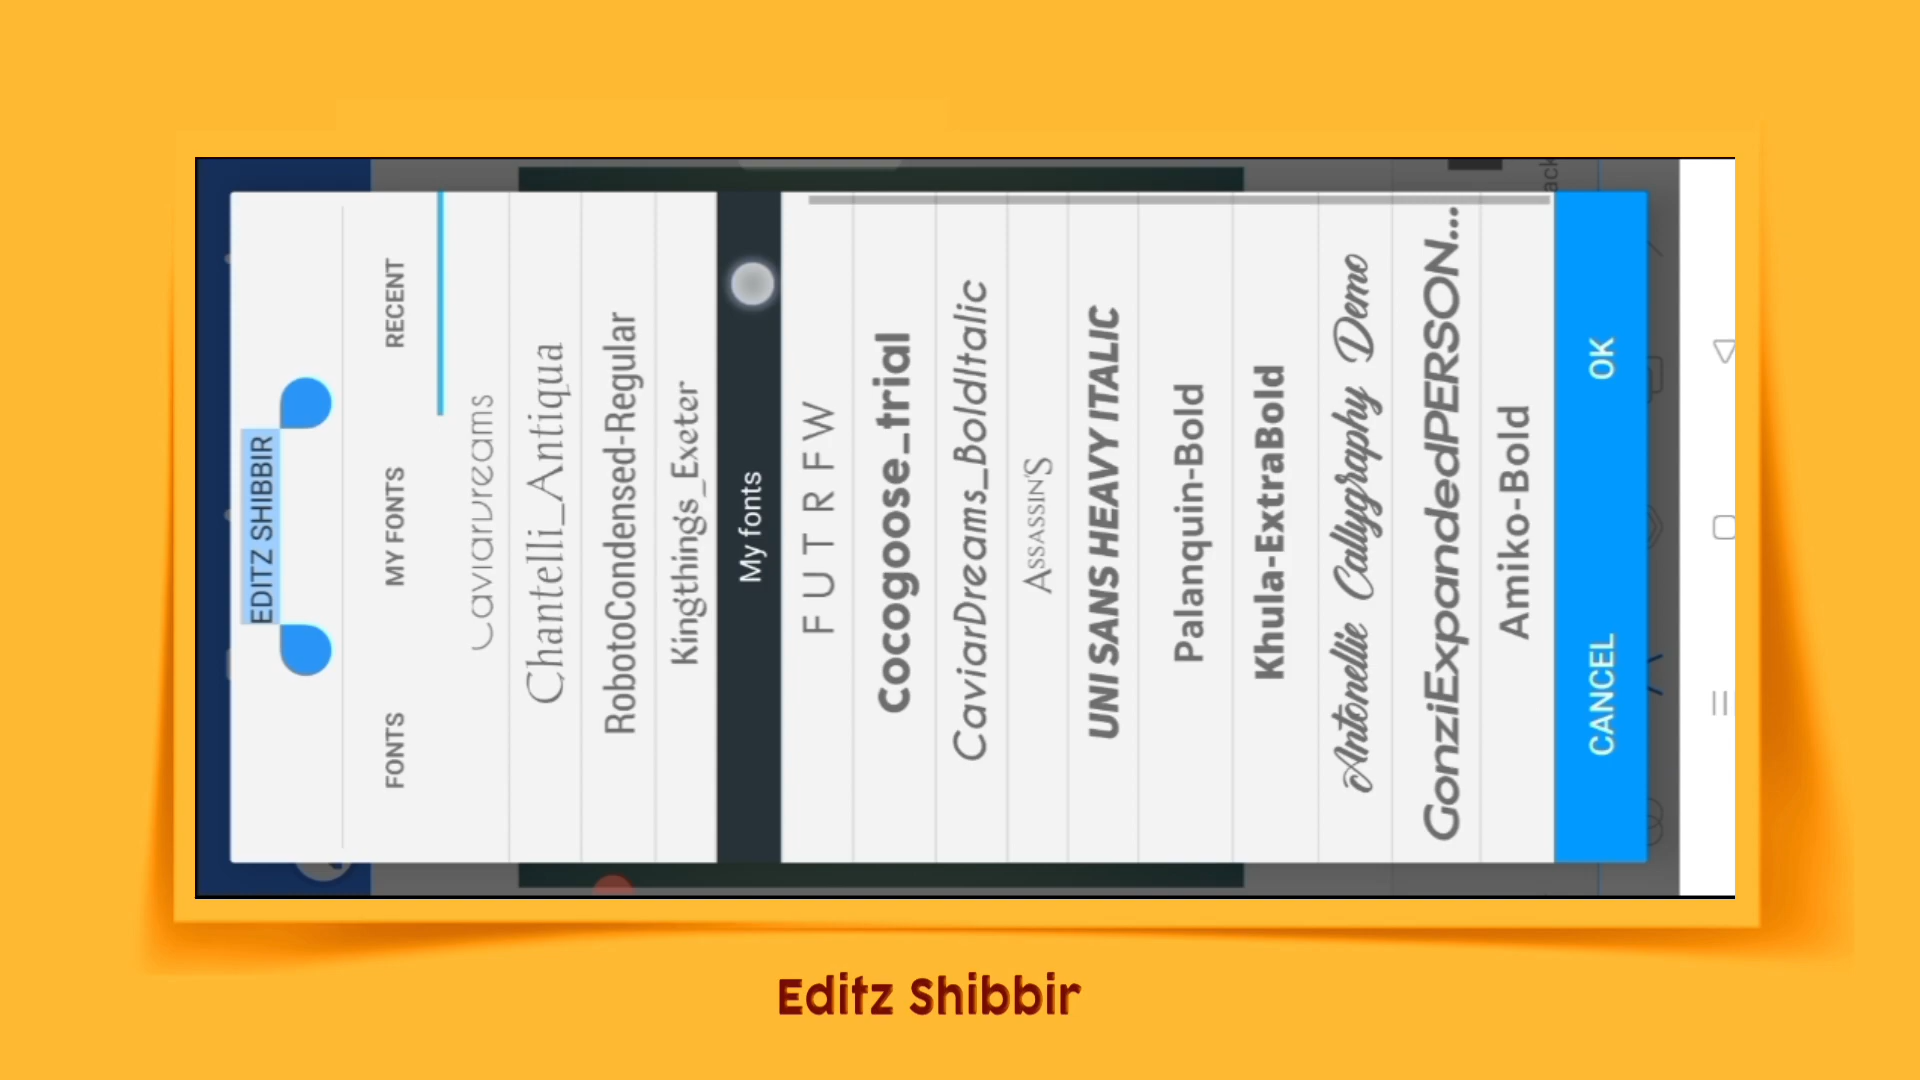 EDITZ SHIBBIR
FONTS MY FONTS RECENT
CaviarDreams
Chantelli_Antiqua
RobotoCondensed-Regular
Kingthings_Exeter
My fonts
FUTRFW
Cocogoose_trial
CaviarDreams_BoldItalic
ASSASSIN'S
UNI SANS HEAVY ITALIC
Palanquin-Bold
Khula-ExtraBold
Antonellie Callygraphy Demo
GonziExpandedPERSON...
Amiko-Bold
CANCEL OK
Editz Shibbir